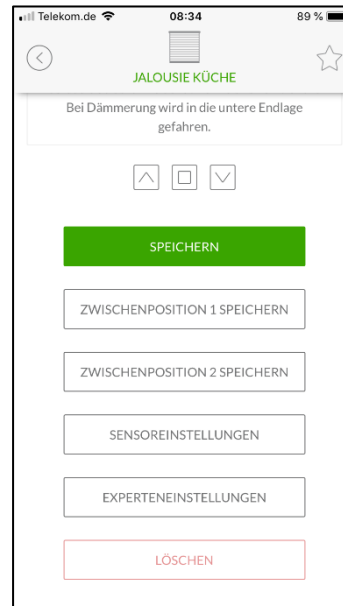 Telekom.de 08:34 89 %
JALOUSIE KÜCHE
Bei Dämmerung wird in die untere Endlage
gefahren.
SPEICHERN
ZWISCHENPOSITION 1 SPEICHERN
ZWISCHENPOSITION 2 SPEICHERN
SENSOREINSTELLUNGEN
EXPERTENEINSTELLUNGEN
LÖSCHEN